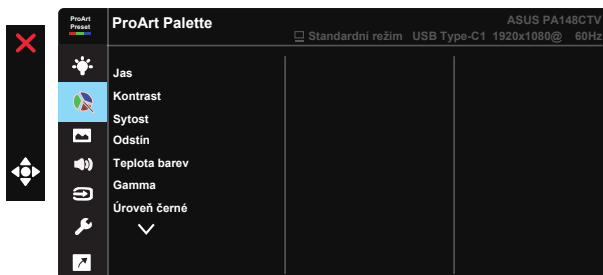 ProArt
Preset
ProArt Palette
ASUS PA148CTV
Standardní režim USB Type-C1 1920x1080@ 60Hz
Jas
Kontrast
Sytost
Odstín
Teplota barev
Gamma
Úroveň černé